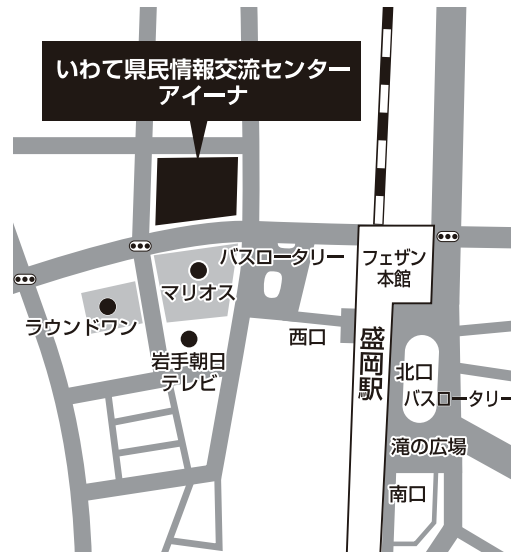 いわて県民情報交流センター
アイーナ
バスロータリー
フェザン
本館
マリオス
ラウンドワン
西口
盛岡駅
岩手朝日
テレビ
北口
バスロータリー
滝の広場
南口